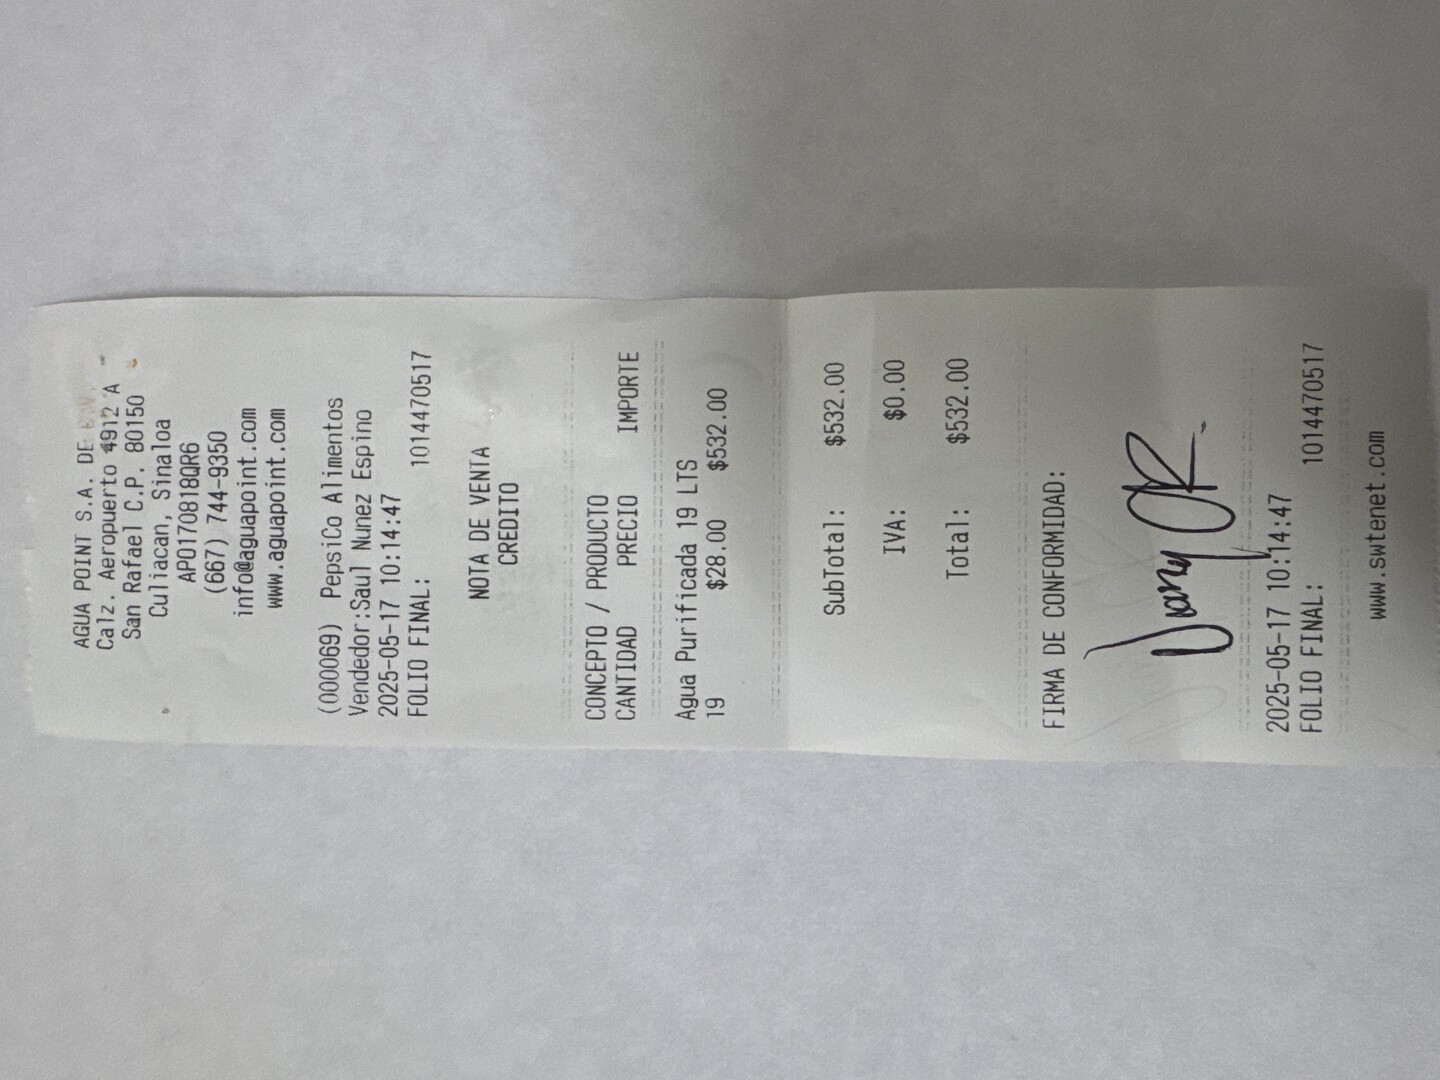 AGUA POINT S.A. DE C.V.
Calz. Aeropuerto 4912 A
San Rafael C.P. 80150
Culiacan, Sinaloa
APO170818QR6
(667) 744-9350
info@aguapoint.com
www.aguapoint.com
(000069) PepsiCo Alimentos
Vendedor:Saul Nunez Espino
2025-05-17 10:14:47
FOLIO FINAL: 1014470517
NOTA DE VENTA
CREDITO
CONCEPTO / PRODUCTO
CANTIDAD PRECIO IMPORTE
Agua Purificada 19 LTS
19 $28.00 $532.00
SubTotal: $532.00
IVA: $0.00
Total: $532.00
FIRMA DE CONFORMIDAD:
2025-05-17 10:14:47
FOLIO FINAL: 1014470517
www.swtenet.com